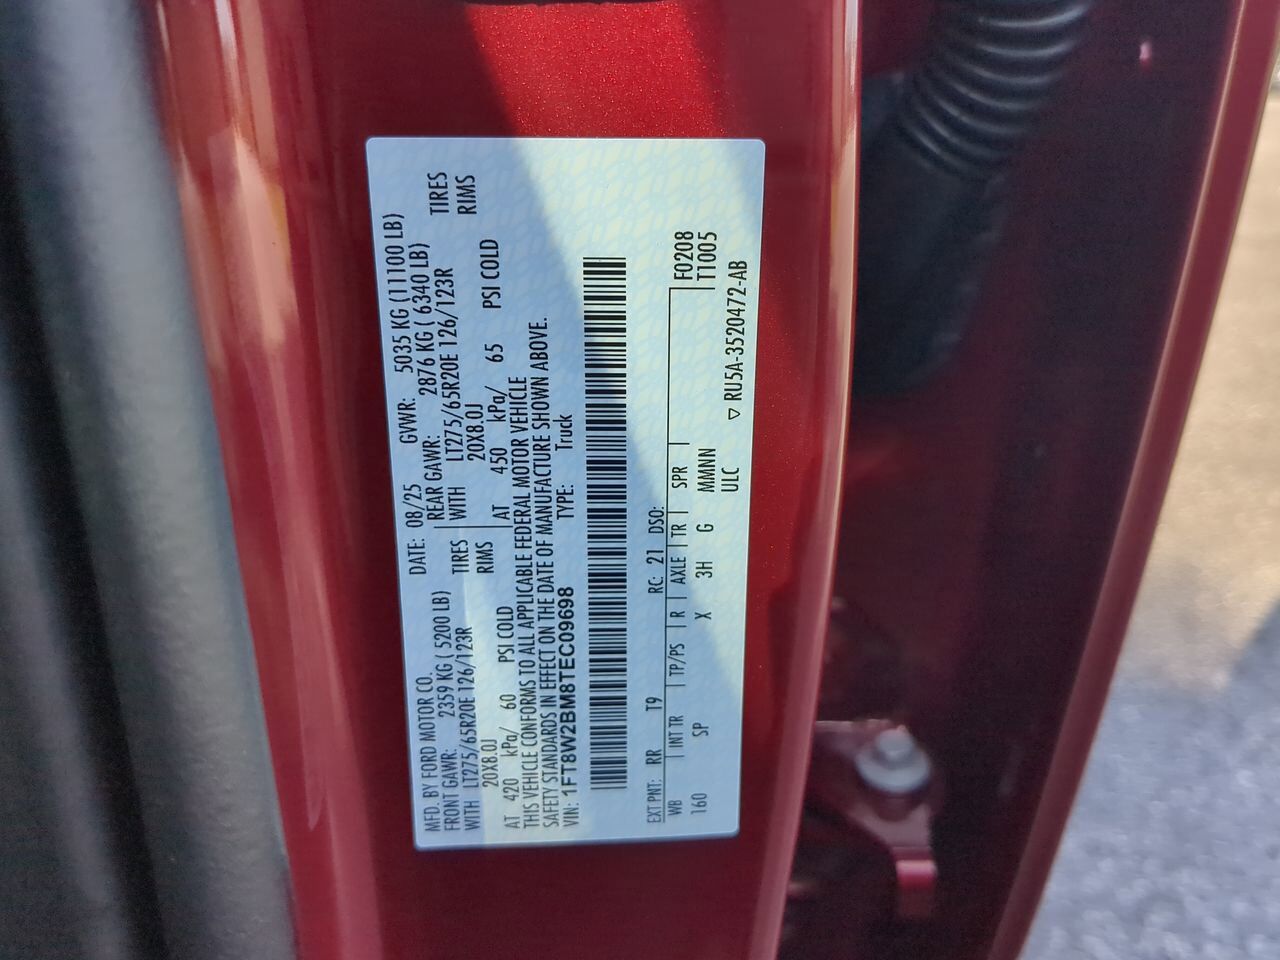 MFD. BY FORD MOTOR CO. DATE: 08/25 GVWR: 5035 KG (11100 LB)
FRONT GAWR: 2359 KG ( 5200 LB) REAR GAWR: 2876 KG ( 6340 LB)
WITH LT275/65R20E 126/123R TIRES WITH LT275/65R20E 126/123R TIRES
20X8.0J RIMS 20X8.0J RIMS
AT 420 kPa/ 60 PSI COLD AT 450 kPa/ 65 PSI COLD
THIS VEHICLE CONFORMS TO ALL APPLICABLE FEDERAL MOTOR VEHICLE
SAFETY STANDARDS IN EFFECT ON THE DATE OF MANUFACTURE SHOWN ABOVE.
VIN: 1FT8W2BM8TEC09698 TYPE: Truck
EXT PNT: RR T9 RC: 21 DSO: F0208
WB INT TR TP/PS R AXLE TR SPR T1005
160 SP X 3H G MMNN
ULC ▽ RU5A-3520472-AB